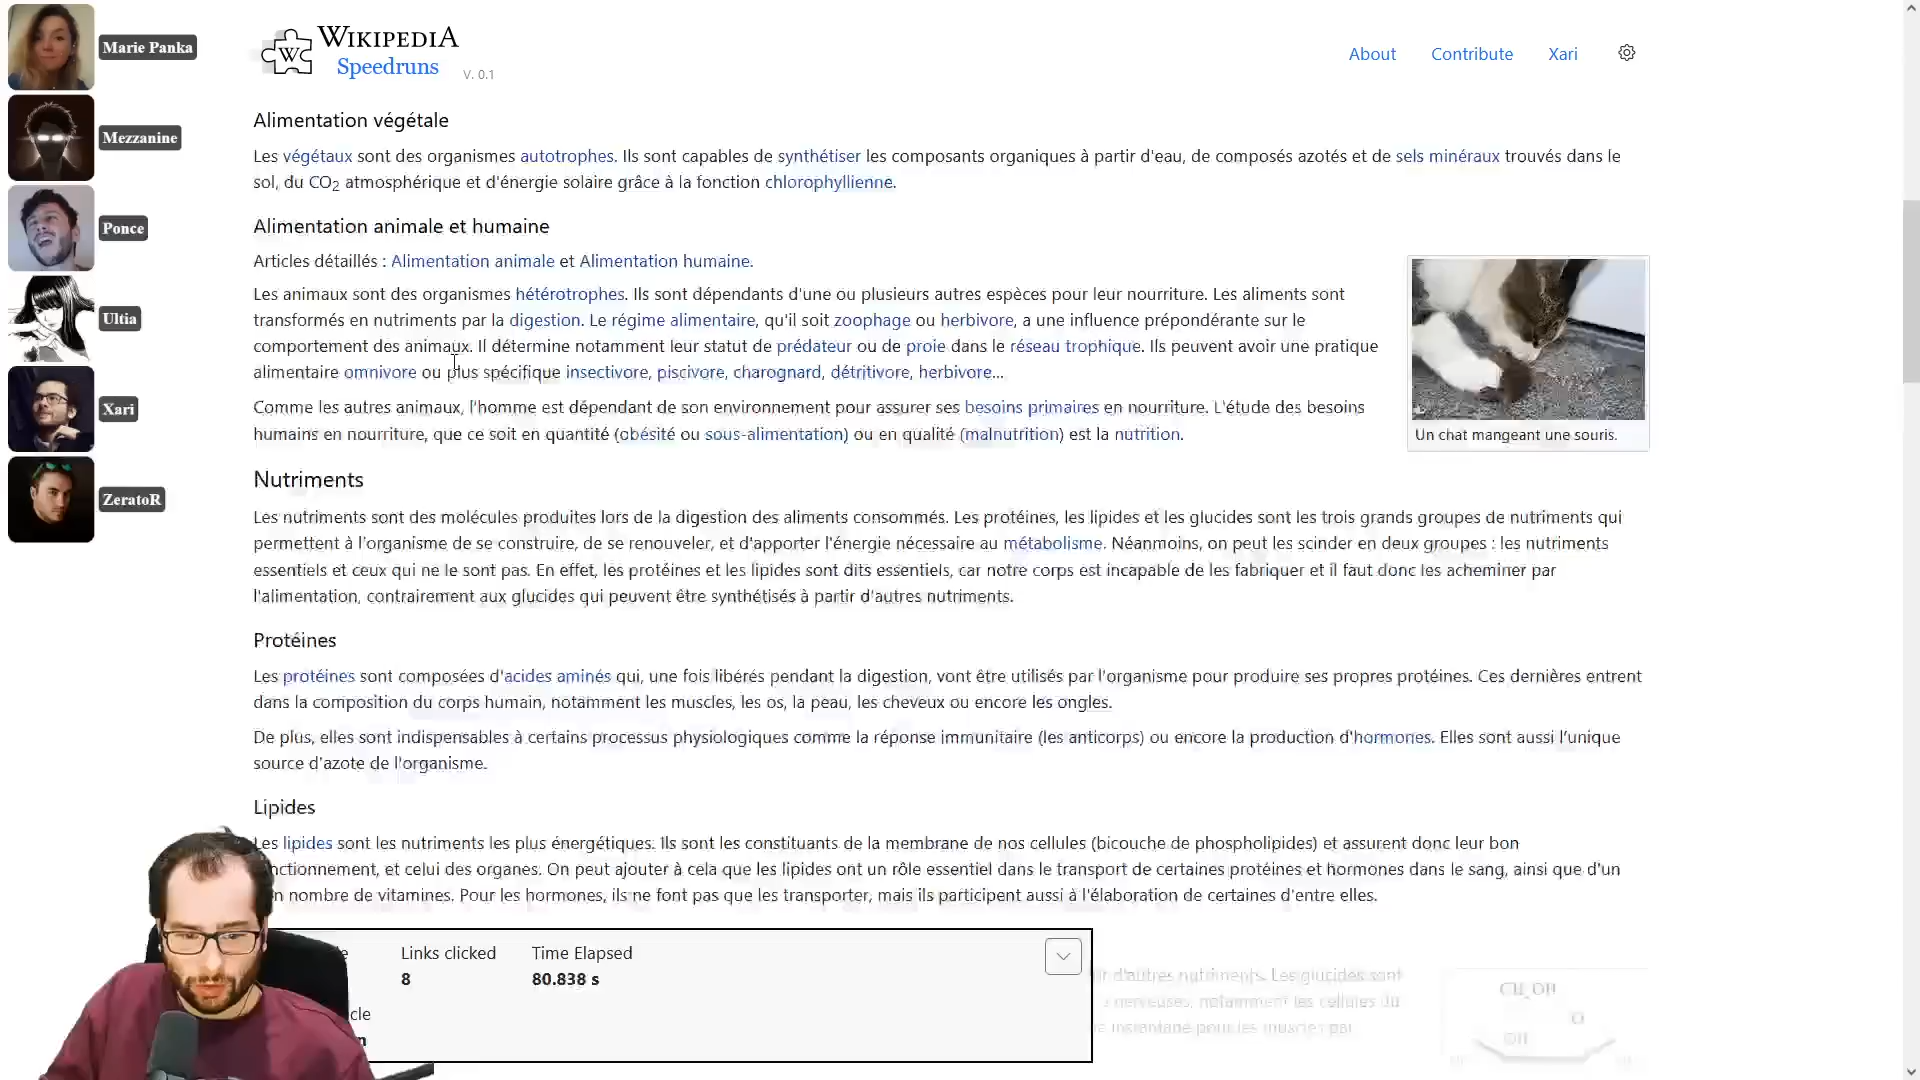 Marie Panka
Mezzanine
Ponce
Ultia
Xari
ZeratoR
W
WIKIPEDIA
Speedruns
V. 0.1
About
Contribute
Xari
Alimentation végétale
Les végétaux sont des organismes autotrophes. Ils sont capables de synthétiser les composants organiques à partir d'eau, de composés azotés et de sels minéraux trouvés dans le
sol, du CO2 atmosphérique et d'énergie solaire grâce à la fonction chlorophyllienne.
Alimentation animale et humaine
Articles détaillés : Alimentation animale et Alimentation humaine.
Les animaux sont des organismes hétérotrophes. Ils sont dépendants d'une ou plusieurs autres espèces pour leur nourriture. Les aliments sont
transformés en nutriments par la digestion. Le régime alimentaire, qu'il soit zoophage ou herbivore, a une influence prépondérante sur le
comportement des animaux. Il détermine notamment leur statut de prédateur ou de proie dans le réseau trophique. Ils peuvent avoir une pratique
alimentaire omnivore ou plus spécifique insectivore, piscivore, charognard, détritivore, herbivore...
Un chat mangeant une souris.
Comme les autres animaux, l'homme est dépendant de son environnement pour assurer ses besoins primaires en nourriture. L'étude des besoins
humains en nourriture, que ce soit en quantité (obésité ou sous-alimentation) ou en qualité (malnutrition) est la nutrition.
Nutriments
Les nutriments sont des molécules produites lors de la digestion des aliments consommés. Les protéines, les lipides et les glucides sont les trois grands groupes de nutriments qui
permettent à l'organisme de se construire, de se renouveler, et d'apporter l'énergie nécessaire au métabolisme. Néanmoins, on peut les scinder en deux groupes : les nutriments
essentiels et ceux qui ne le sont pas. En effet, les protéines et les lipides sont dits essentiels, car notre corps est incapable de les fabriquer et il faut donc les acheminer par
l'alimentation, contrairement aux glucides qui peuvent être synthétisés à partir d'autres nutriments.
Protéines
Les protéines sont composées d'acides aminés qui, une fois libérés pendant la digestion, vont être utilisés par l'organisme pour produire ses propres protéines. Ces dernières entrent
dans la composition du corps humain, notamment les muscles, les os, la peau, les cheveux ou encore les ongles.
De plus, elles sont indispensables à certains processus physiologiques comme la réponse immunitaire (les anticorps) ou encore la production d'hormones. Elles sont aussi l'unique
source d'azote de l'organisme.
Lipides
Les lipides sont les nutriments les plus énergétiques. Ils sont les constituants de la membrane de nos cellules (bicouche de phospholipides) et assurent donc leur bon
nctionnement, et celui des organes. On peut ajouter à cela que les lipides ont un rôle essentiel dans le transport de certaines protéines et hormones dans le sang, ainsi que d'un
n nombre de vitamines. Pour les hormones, ils ne font pas que les transporter, mais ils participent aussi à l'élaboration de certaines d'entre elles.
Links clicked
8
Time Elapsed
80.838 s
cle
d'autres nutriments. Les glucides sont
nerveuses, notamment les cellules du
instantané pour les muscles par
OH
O